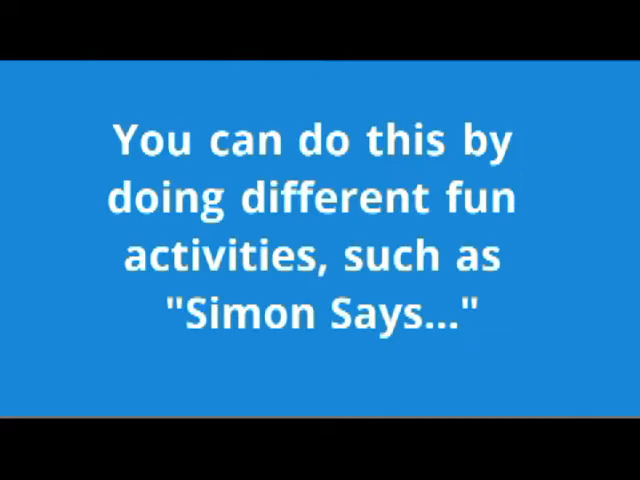 You can do this by
doing different fun
activities, such as
"Simon Says..."